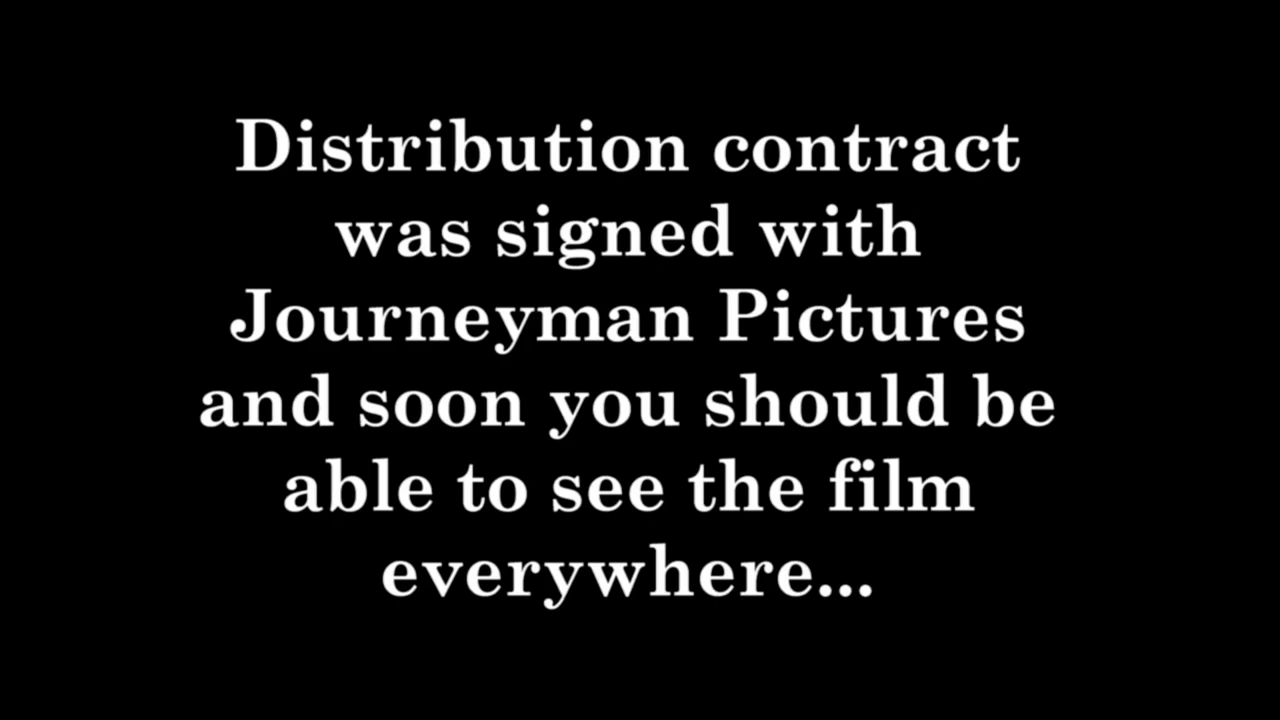 Distribution contract
was signed with
Journeyman Pictures
and soon you should be
able to see the film
everywhere...